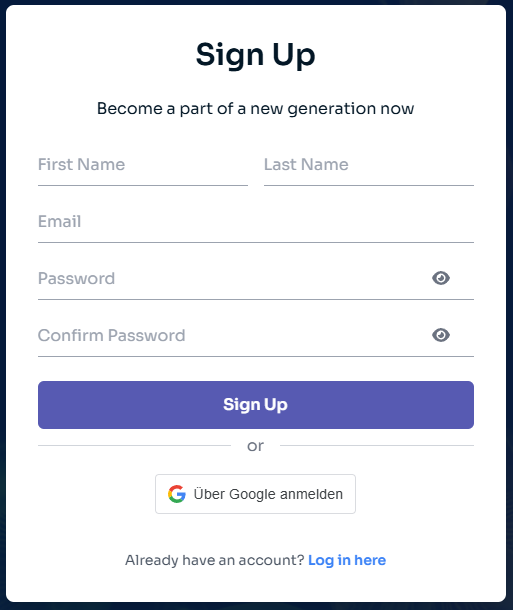 Sign Up
Become a part of a new generation now
First Name Last Name
Email
Password
Confirm Password
Sign Up
or
Über Google anmelden
Already have an account? Log in here